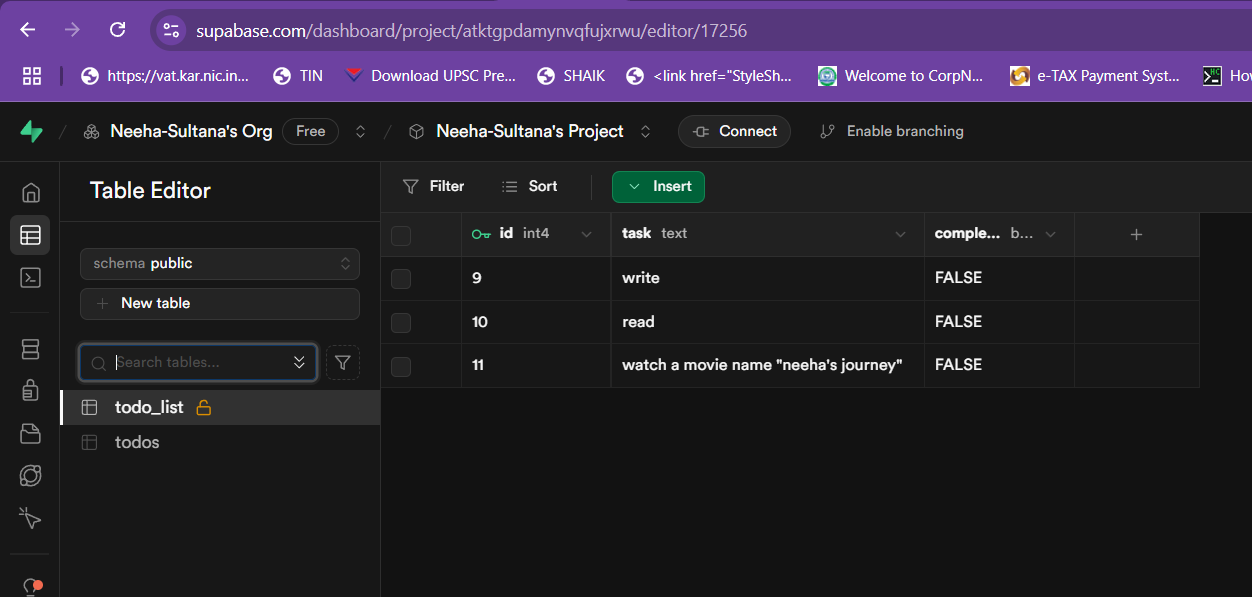 supabase.com/dashboard/project/atktgpdamynvqfujxrwu/editor/17256
https://vat.kar.nic.in... TIN Download UPSC Pre... SHAIK <link href="StyleSh... Welcome to CorpN... e-TAX Payment Syst... Hov
/ Neeha-Sultana's Org Free / Neeha-Sultana's Project Connect Enable branching
Table Editor
Filter Sort Insert
id int4 task text comple... b...
schema public
9 write FALSE
New table
10 read FALSE
Search tables...
11 watch a movie name "neeha's journey" FALSE
todo_list
todos